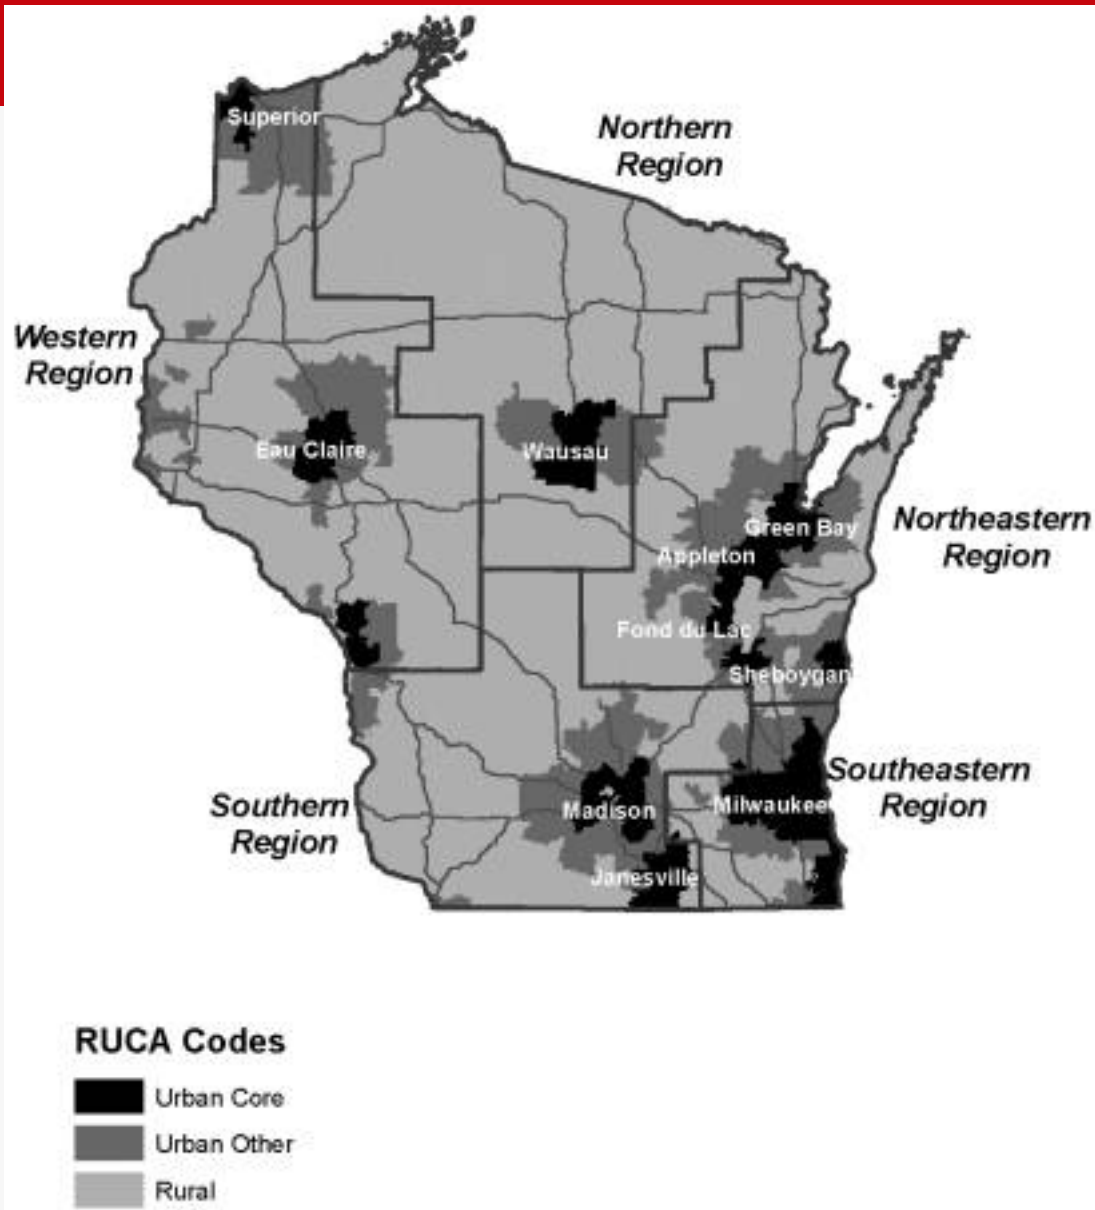 Superior
Northern
Region
Western
Region
Eau Claire
Wausau
Green Bay
Northeastern
Region
Appleton
Fond du Lac
Sheboygan
Southeastern
Region
Southern
Region
Madison
Milwaukee
Janesville
RUCA Codes
Urban Core
Urban Other
Rural